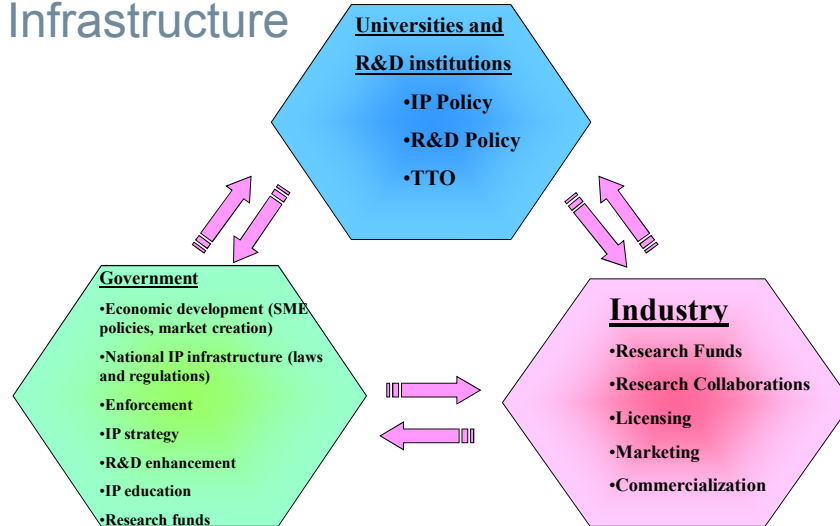 Infrastructure
Universities and
R&D institutions
•IP Policy
•R&D Policy
•TTO
Government
•Economic development (SME
policies, market creation)
•National IP infrastructure (laws
and regulations)
•Enforcement
•IP strategy
•R&D enhancement
•IP education
•Research funds
Industry
•Research Funds
•Research Collaborations
•Licensing
•Marketing
•Commercialization